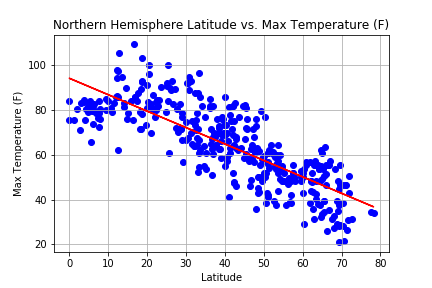 Northern Hemisphere Latitude vs. Max Temperature (F)
Max Temperature (F)
100
80
60
40
20
0 10 20 30 40 50 60 70 80
Latitude